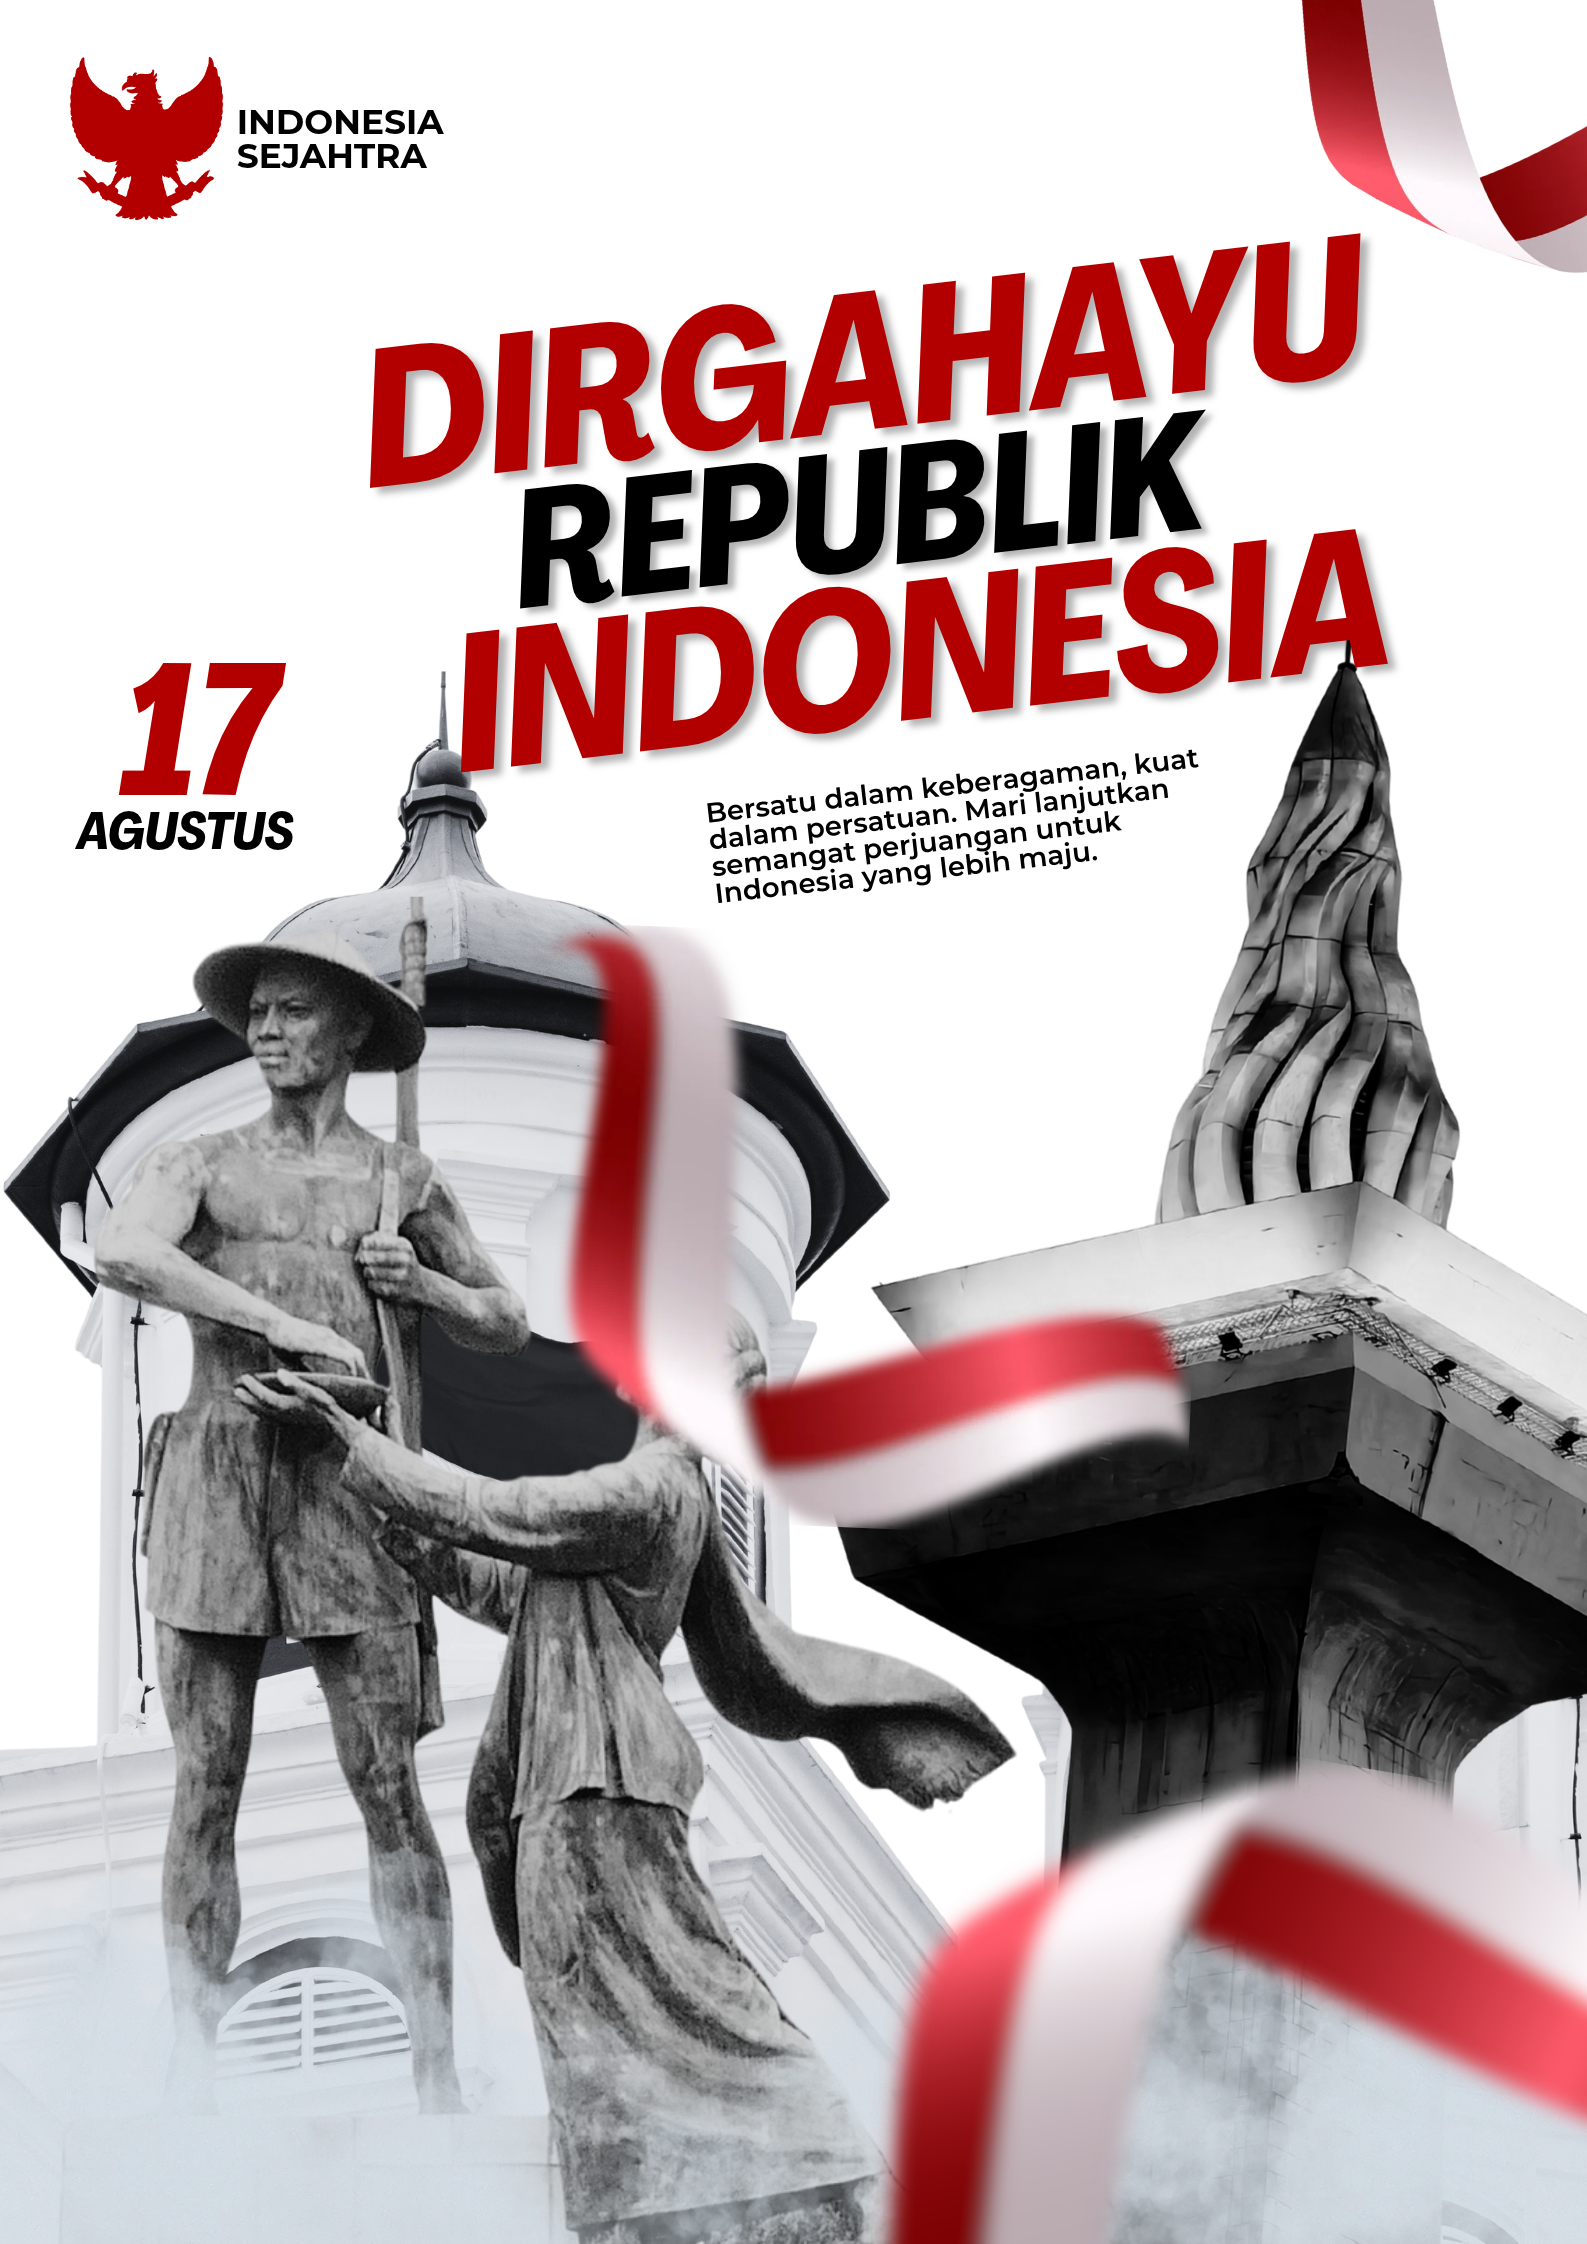 INDONESIA
SEJAHTRA
DIRGAHAYU
REPUBLIK
INDONESIA
17
AGUSTUS
Bersatu dalam keberagaman, kuat
dalam persatuan. Mari lanjutkan
semangat perjuangan untuk
Indonesia yang lebih maju.